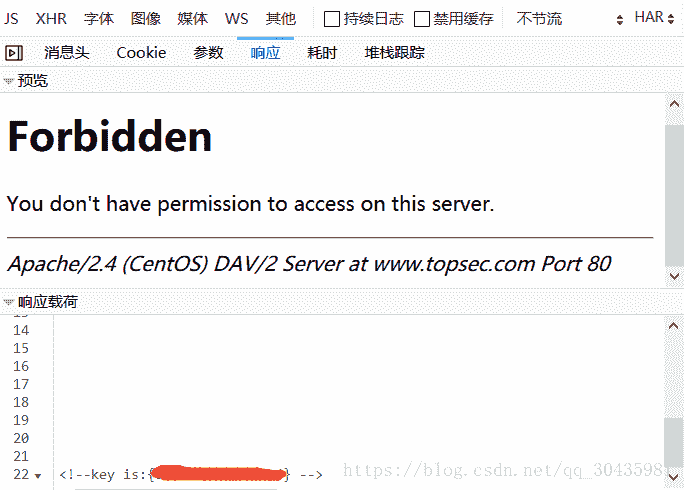 JS XHR 字体 图像 媒体 WS 其他 持续日志 禁用缓存 不节流 HAR
消息头 Cookie 参数 响应 耗时 堆栈跟踪
预览
Forbidden
You don't have permission to access on this server.
Apache/2.4 (CentOS) DAV/2 Server at www.topsec.com Port 80
响应载荷
14
15
16
17
18
19
20
21
22 <!--key is:{ } -->
https://blog.csdn.net/qq_3043598